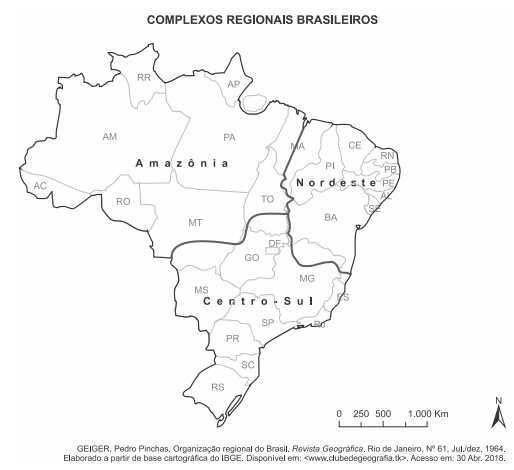 COMPLEXOS REGIONAIS BRASILEIROS
RR
AP
AM
PA
MA
CE
RN
PB
PE
AL
SE
PI
Amazônia
Nordeste
AC
RO
TO
MT
BA
DF
GO
MG
MS
ES
Centro-Sul
SP
RJ
PR
SC
RS
N
0 250 500 1.000 Km
GEIGER, Pedro Pinchas. Organização regional do Brasil. Revista Geográfica. Rio de Janeiro, Nº 61, Jul./dez. 1964.
Elaborado a partir de base cartográfica do IBGE. Disponível em: <www.clubedegeografia.tk>. Acesso em: 30 Abr. 2018.